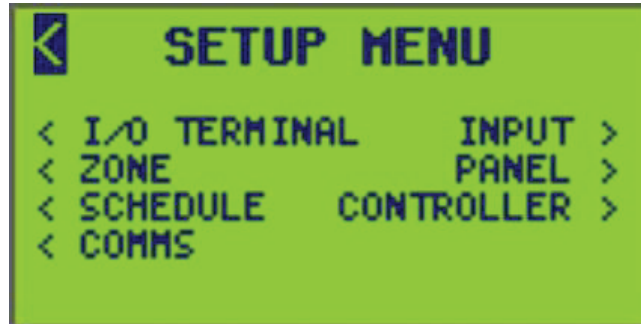 < SETUP MENU
< I/O TERMINAL INPUT >
< ZONE PANEL >
< SCHEDULE CONTROLLER >
< COMMS